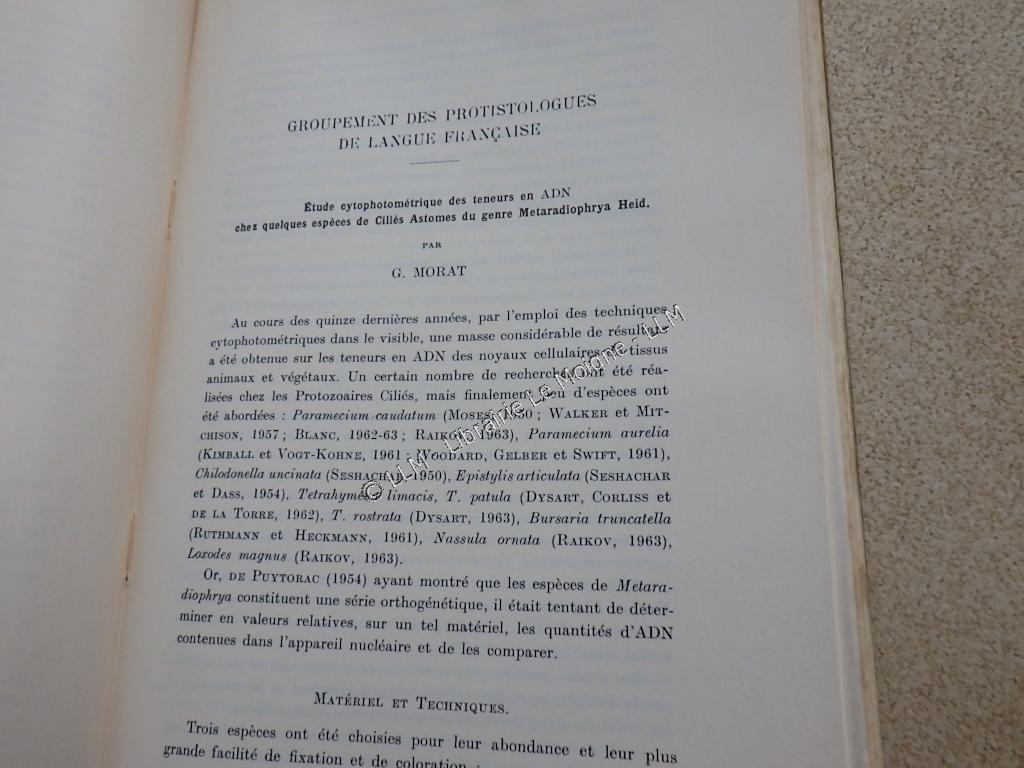 GROUPEMENT DES PROTISTOLOGUES
DE LANGUE FRANÇAISE
Étude cytophotométrique des teneurs en ADN
chez quelques espèces de Ciliés Astomes du genre Metaradiophrya Heid.
PAR
G. MORAT
Au cours des quinze dernières années, par l'emploi des techniques
cytophotométriques dans le visible, une masse considérable de résultats
a été obtenue sur les teneurs en ADN des noyaux cellulaires de tissus
animaux et végétaux. Un certain nombre de recherches ont été réa-
lisées chez les Protozoaires Ciliés, mais finalement peu d'espèces ont
été abordées : Paramecium caudatum (MOSES, 1950 ; WALKER et MIT-
CHISON, 1957 ; BLANC, 1962-63 ; RAIKOV, 1963), Paramecium aurelia
(KIMBALL et VOGT-KOHNE, 1961 ; WOODARD, GELBER et SWIFT, 1961),
Chilodonella uncinata (SESHACHAR, 1950), Epistylis articulata (SESHACHAR
et DASS, 1954), Tetrahymena limacis, T. patula (DYSART, CORLISS et
DE LA TORRE, 1962), T. rostrata (DYSART, 1963), Bursaria truncatella
(RUTHMANN et HECKMANN, 1961), Nassula ornata (RAIKOV, 1963),
Loxodes magnus (RAIKOV, 1963).
Or, DE PUYTORAC (1954) ayant montré que les espèces de Metara-
diophrya constituent une série orthogénétique, il était tentant de déter-
miner en valeurs relatives, sur un tel matériel, les quantités d'ADN
contenues dans l'appareil nucléaire et de les comparer.
MATÉRIEL ET TECHNIQUES.
Trois espèces ont été choisies pour leur abondance et leur plus
grande facilité de fixation et de coloration :
© LLM - Librairie Le Moione - LLM